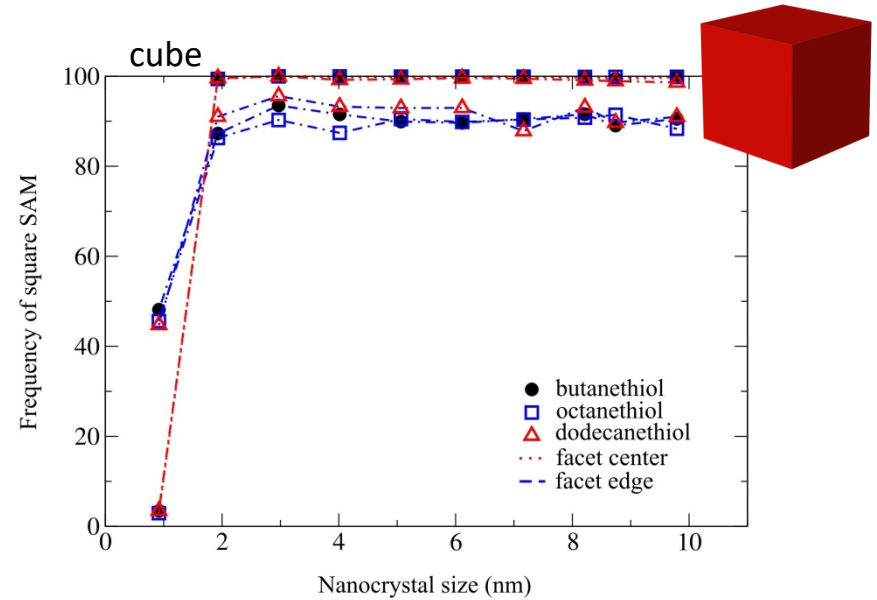 cube
100
80
60
40
20
0
Frequency of square SAM
butanethiol
octanethiol
dodecanethiol
facet center
facet edge
0 2 4 6 8 10
Nanocrystal size (nm)